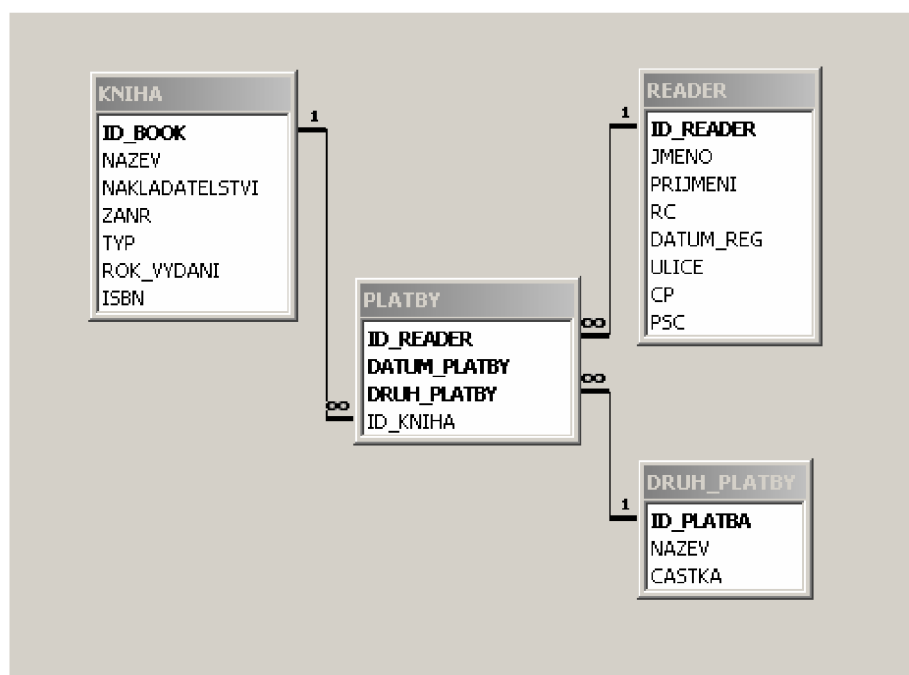 KNIHA
ID_BOOK
NAZEV
NAKLADATELSTVI
ZANR
TYP
ROK_VYDANI
ISBN
1
∞
PLATBY
ID_READER
DATUM_PLATBY
DRUH_PLATBY
ID_KNIHA
∞
∞
1
READER
ID_READER
JMENO
PRIJMENI
RC
DATUM_REG
ULICE
CP
PSC
1
DRUH_PLATBY
ID_PLATBA
NAZEV
CASTKA